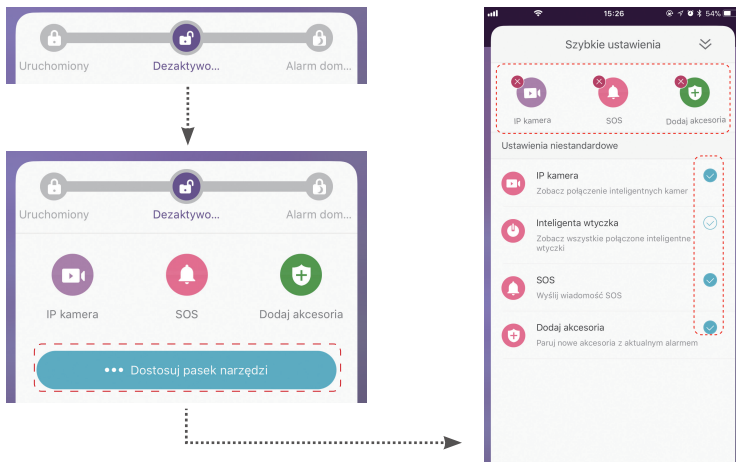 Uruchomiony
Dezaktywo...
Alarm dom...
Uruchomiony
Dezaktywo...
Alarm dom...
IP kamera
SOS
Dodaj akcesoria
••• Dostosuj pasek narzędzi
15:26
54%
Szybkie ustawienia
IP kamera
SOS
Dodaj akcesoria
Ustawienia niestandardowe
IP kamera
Zobacz połączenie inteligentnych kamer
Inteligenta wtyczka
Zobacz wszystkie połączone inteligentne
wtyczki
SOS
Wyślij wiadomość SOS
Dodaj akcesoria
Paruj nowe akcesoria z aktualnym alarmem